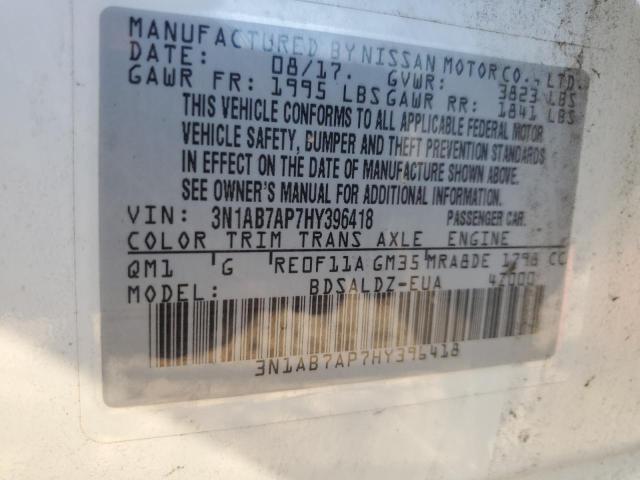 MANUFACTURED BY NISSAN MOTOR CO., LTD.
DATE: 08/17. GVWR: 3823 LBS
GAWR FR: 1995 LBS GAWR RR: 1841 LBS
THIS VEHICLE CONFORMS TO ALL APPLICABLE FEDERAL MOTOR
VEHICLE SAFETY, BUMPER AND THEFT PREVENTION STANDARDS
IN EFFECT ON THE DATE OF MANUFACTURE SHOWN ABOVE.
SEE OWNER'S MANUAL FOR ADDITIONAL INFORMATION.
VIN: 3N1AB7AP7HY396418 PASSENGER CAR.
COLOR TRIM TRANS AXLE ENGINE
QM1 G RE0F11A GM35 MRA8DE 1798 CC
MODEL: BDSALDZ-EUA 4Z000
3N1AB7AP7HY396418